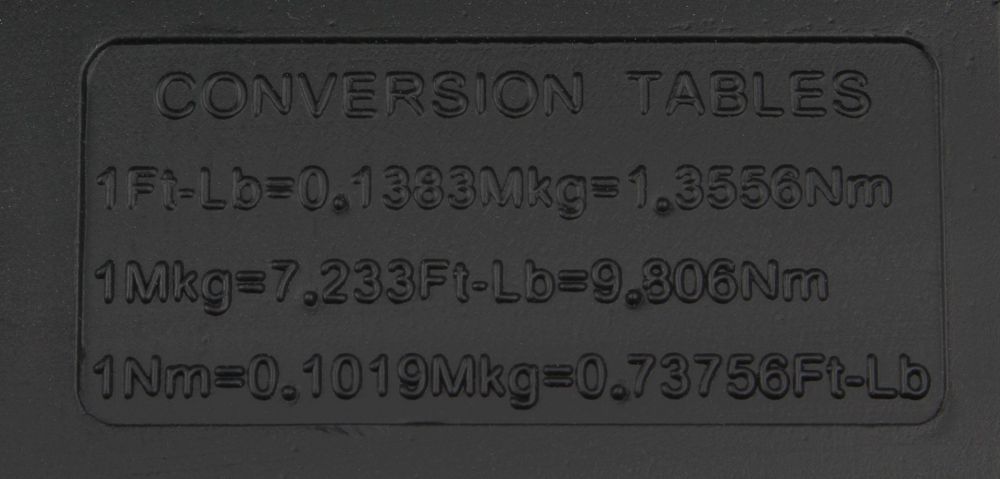 CONVERSION TABLES
1Ft-Lb=0.1383Mkg=1.3556Nm
1Mkg=7.233Ft-Lb=9.806Nm
1Nm=0.1019Mkg=0.73756Ft-Lb